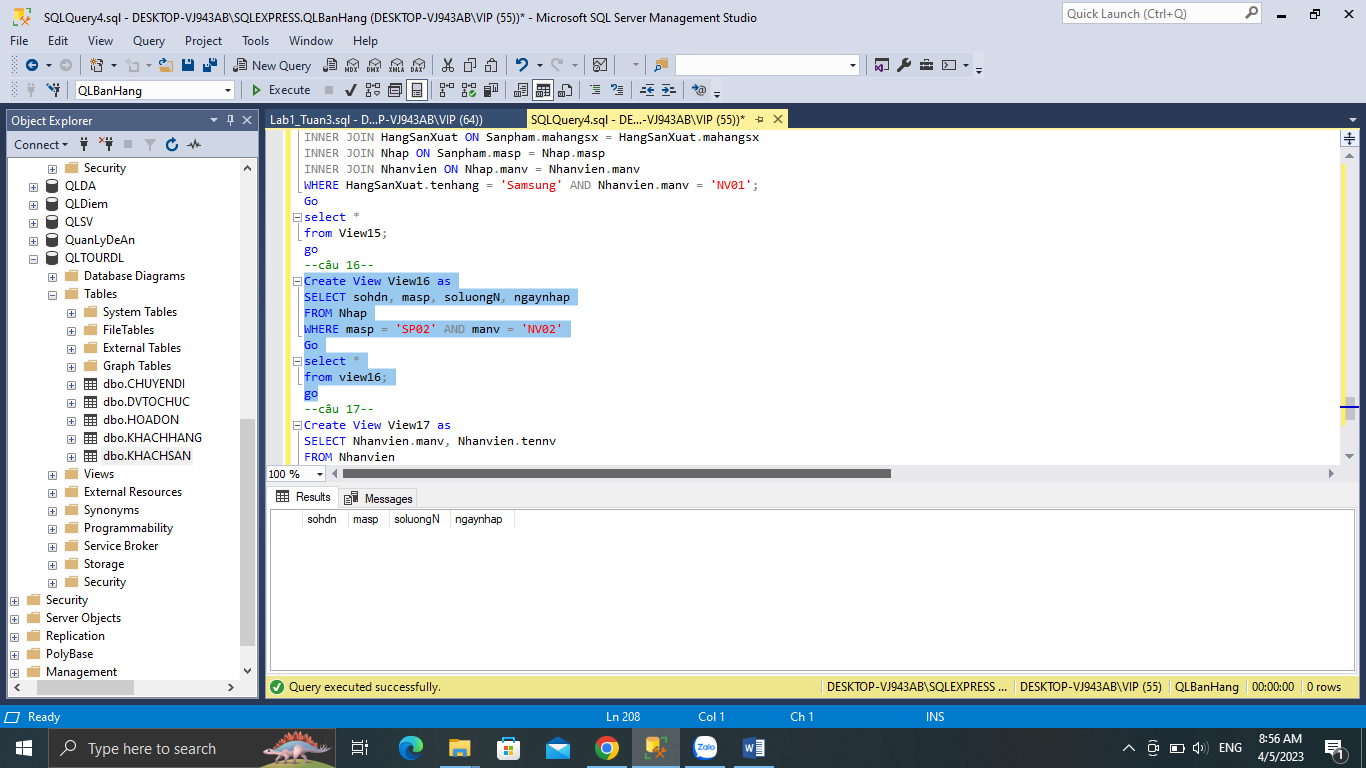 SQLQuery4.sql - DESKTOP-VJ943AB\SQLEXPRESS.QLBanHang (DESKTOP-VJ943AB\VIP (55))* - Microsoft SQL Server Management Studio
Quick Launch (Ctrl+Q)
File Edit View Query Project Tools Window Help
New Query MDX DMX XMLA DAX
QLBanHang Execute
Object Explorer
Lab1_Tuan3.sql - D...P-VJ943AB\VIP (64))
SQLQuery4.sql - DE...-VJ943AB\VIP (55))*
Connect
Security
QLDA
QLDiem
QLSV
QuanLyDeAn
QLTOURDL
Database Diagrams
Tables
System Tables
FileTables
External Tables
Graph Tables
dbo.CHUYENDI
dbo.DVTOCHUC
dbo.HOADON
dbo.KHACHHANG
dbo.KHACHSAN
Views
External Resources
Synonyms
Programmability
Service Broker
Storage
Security
Security
Server Objects
Replication
PolyBase
Management
INNER JOIN HangSanXuat ON Sanpham.mahangsx = HangSanXuat.mahangsx
INNER JOIN Nhap ON Sanpham.masp = Nhap.masp
INNER JOIN Nhanvien ON Nhap.manv = Nhanvien.manv
WHERE HangSanXuat.tenhang = 'Samsung' AND Nhanvien.manv = 'NV01';
Go
select *
from View15;
go
--câu 16--
Create View View16 as
SELECT sohdn, masp, soluongN, ngaynhap
FROM Nhap
WHERE masp = 'SP02' AND manv = 'NV02'
Go
select *
from view16;
go
--câu 17--
Create View View17 as
SELECT Nhanvien.manv, Nhanvien.tennv
FROM Nhanvien
100 %
Results Messages
sohdn masp soluongN ngaynhap
Query executed successfully.
DESKTOP-VJ943AB\SQLEXPRESS ... DESKTOP-VJ943AB\VIP (55) QLBanHang 00:00:00 0 rows
Ready Ln 208 Col 1 Ch 1 INS
Type here to search
Zalo
ENG
8:56 AM
4/5/2023
1